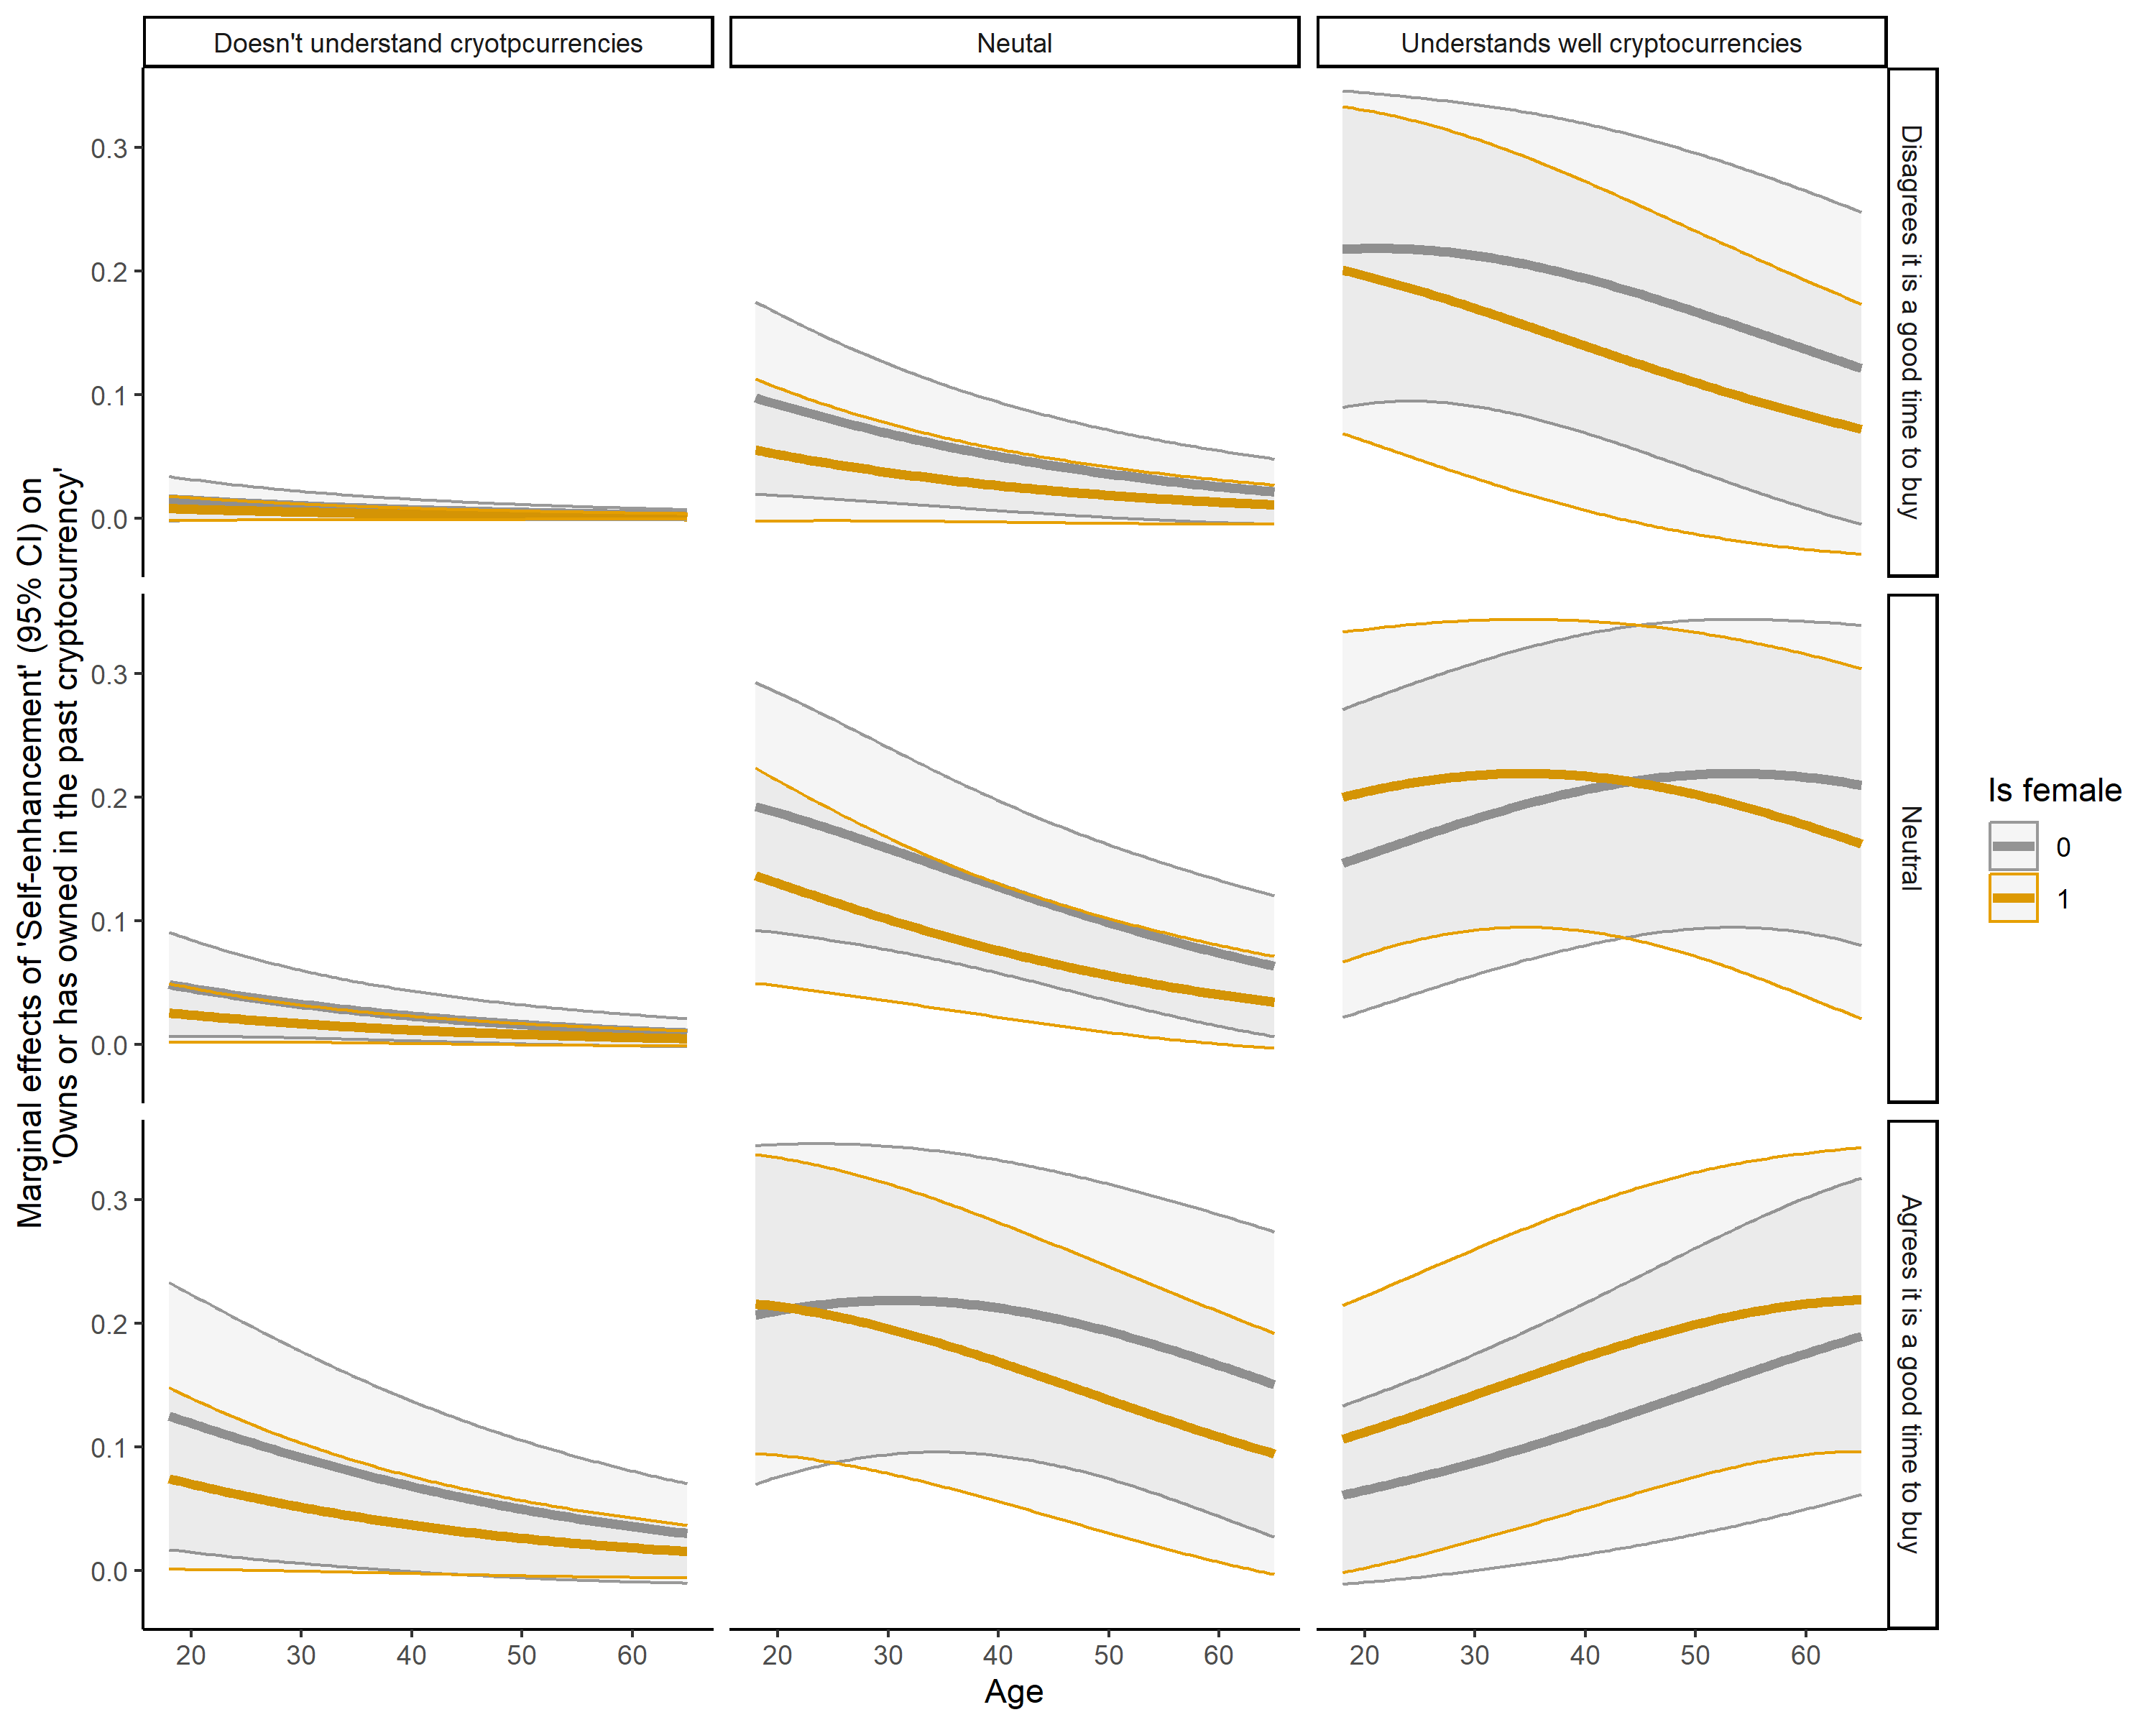 Doesn't understand cryotpcurrencies
Neutal
Understands well cryptocurrencies
Marginal effects of 'Self-enhancement' (95% CI) on
'Owns or has owned in the past cryptocurrency'
0.3
0.2
0.1
0.0
Disagrees it is a good time to buy
0.3
0.2
0.1
0.0
Neutral
0.3
0.2
0.1
0.0
Agrees it is a good time to buy
20 30 40 50 60
20 30 40 50 60
20 30 40 50 60
Age
Is female
0
1